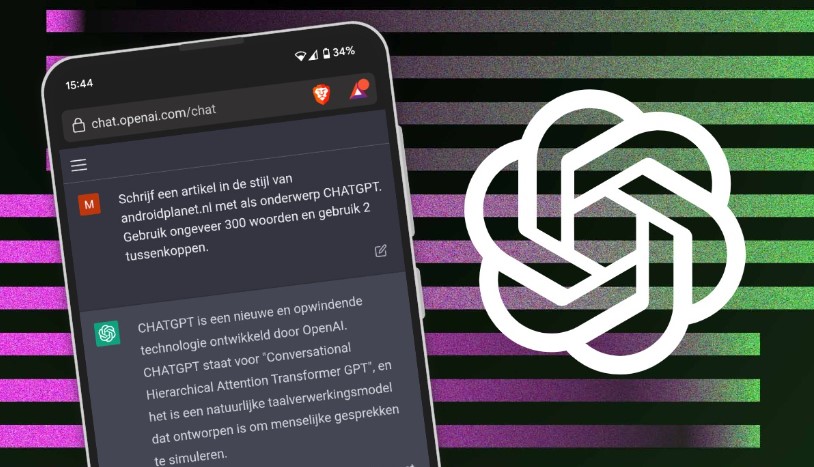 15:44
34%
chat.openai.com/chat
M
Schrijf een artikel in de stijl van
androidplanet.nl met als onderwerp CHATGPT.
Gebruik ongeveer 300 woorden en gebruik 2
tussenkoppen.
CHATGPT is een nieuwe en opwindende
technologie ontwikkeld door OpenAI.
CHATGPT staat voor "Conversational
Hierarchical Attention Transformer GPT", en
het is een natuurlijke taalverwerkingsmodel
dat ontworpen is om menselijke gesprekken
te simuleren.